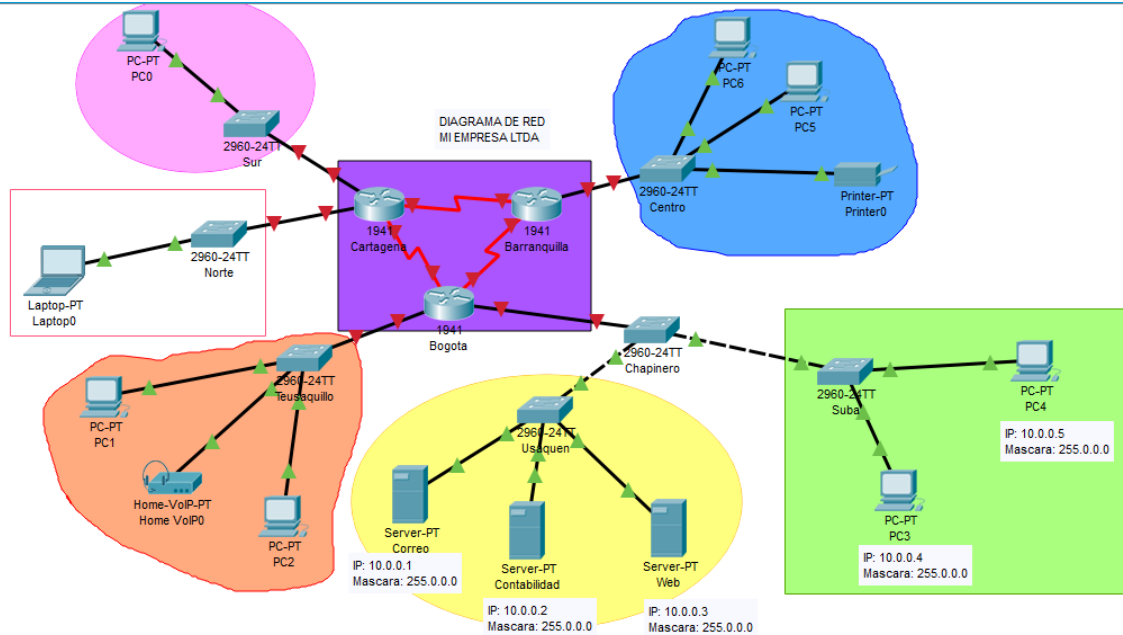 PC-PT
PC0
2960-24TT
Sur
DIAGRAMA DE RED
MI EMPRESA LTDA
PC-PT
PC6
PC-PT
PC5
2960-24TT
Centro
Printer-PT
Printer0
1941
Cartagena
1941
Barranquilla
2960-24TT
Norte
Laptop-PT
Laptop0
1941
Bogota
2960-24TT
Chapinero
2960-24TT
Teusaquillo
PC-PT
PC1
Home-VoIP-PT
Home VoIP0
PC-PT
PC2
2960-24TT
Usaquen
2960-24TT
Suba
PC-PT
PC4
IP: 10.0.0.5
Mascara: 255.0.0.0
PC-PT
PC3
IP: 10.0.0.4
Mascara: 255.0.0.0
Server-PT
Correo
IP: 10.0.0.1
Mascara: 255.0.0.0
Server-PT
Contabilidad
IP: 10.0.0.2
Mascara: 255.0.0.0
Server-PT
Web
IP: 10.0.0.3
Mascara: 255.0.0.0